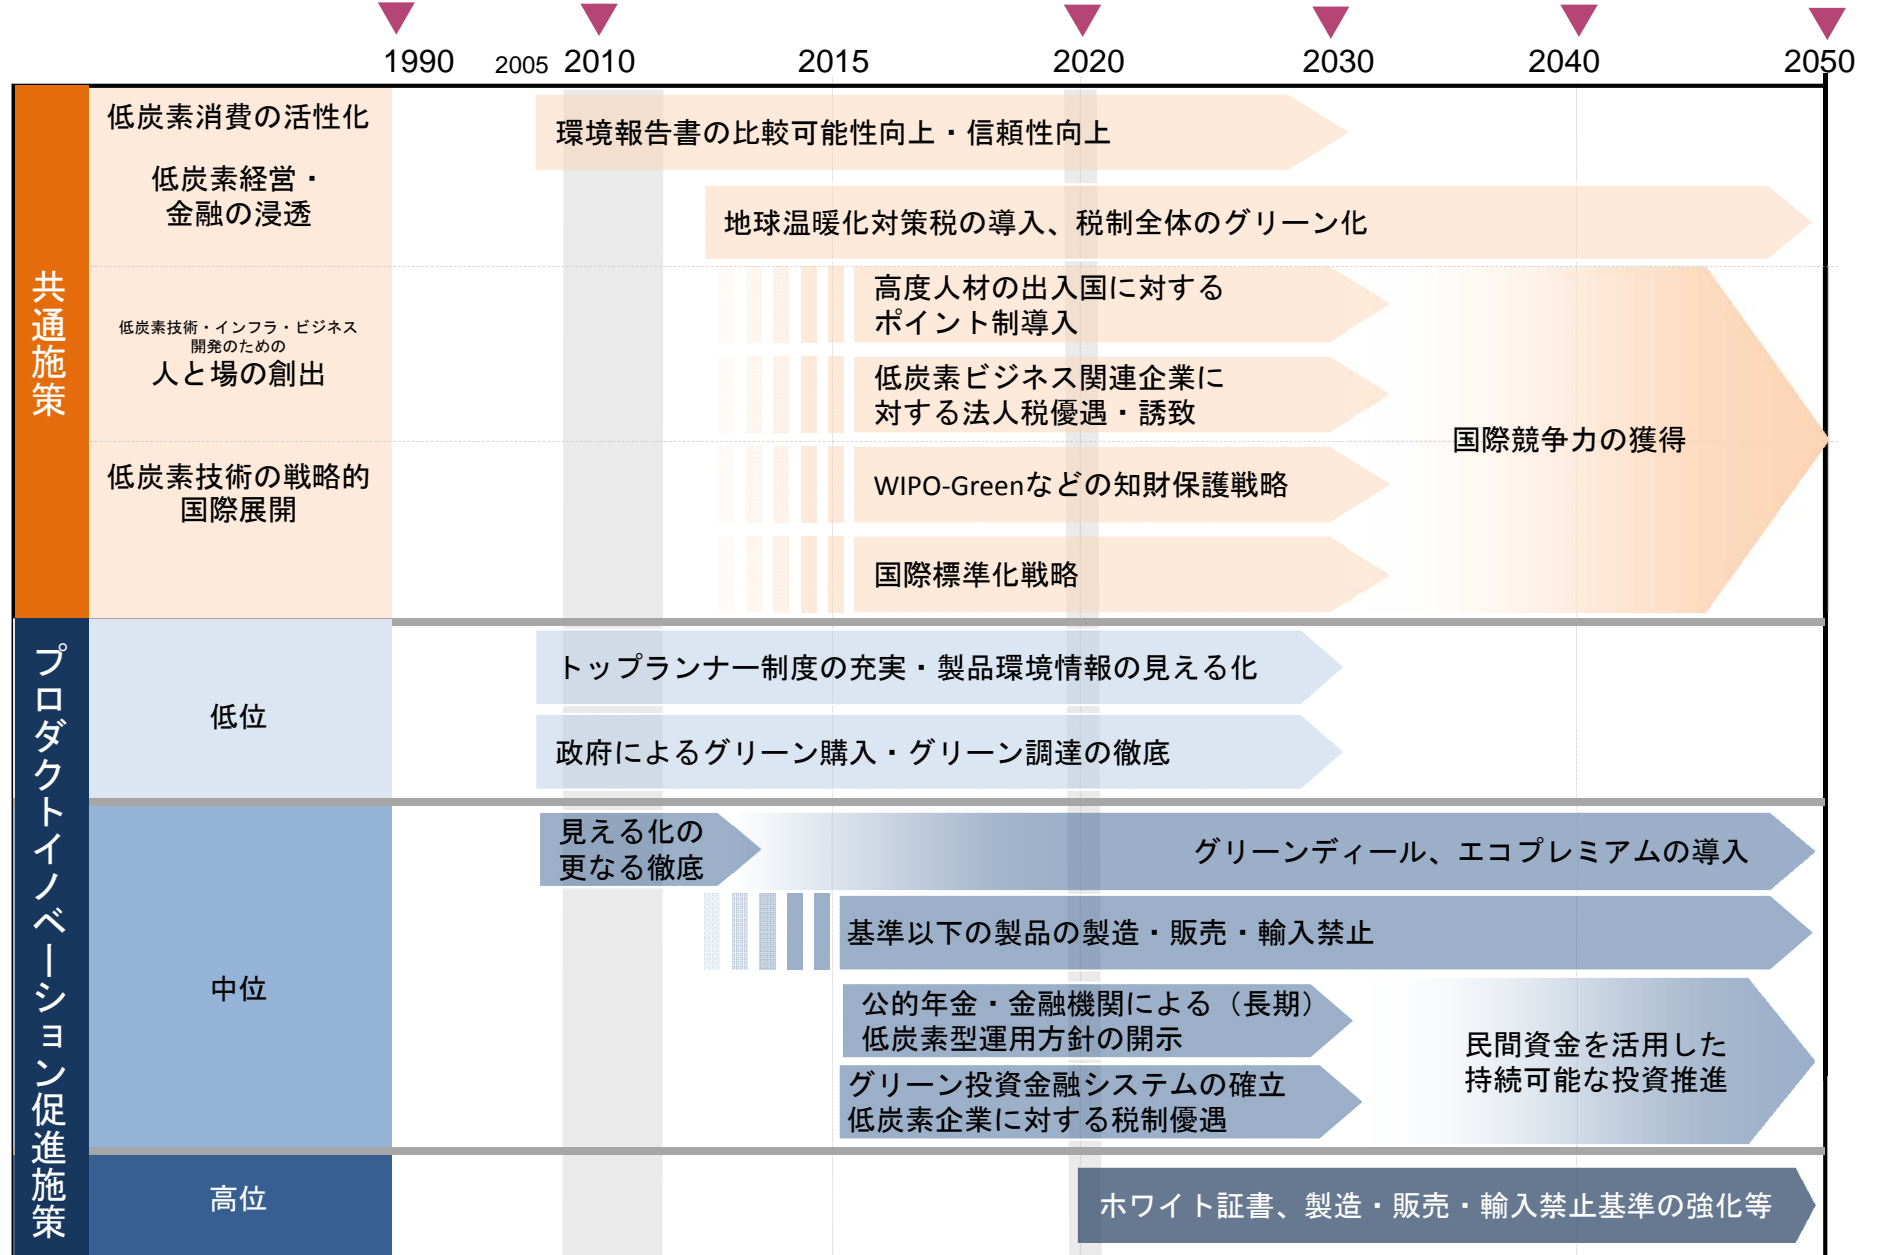 1990 2005 2010 2015 2020 2030 2040 2050
共通施策
低炭素消費の活性化
低炭素経営・
金融の浸透
環境報告書の比較可能性向上・信頼性向上
地球温暖化対策税の導入、税制全体のグリーン化
低炭素技術・インフラ・ビジネス
開発のための
人と場の創出
高度人材の出入国に対する
ポイント制導入
低炭素ビジネス関連企業に
対する法人税優遇・誘致
低炭素技術の戦略的
国際展開
WIPO-Greenなどの知財保護戦略
国際標準化戦略
国際競争力の獲得
プロダクトイノベーション促進施策
低位
トップランナー制度の充実・製品環境情報の見える化
政府によるグリーン購入・グリーン調達の徹底
中位
見える化の
更なる徹底
グリーンディール、エコプレミアムの導入
基準以下の製品の製造・販売・輸入禁止
公的年金・金融機関による（長期）
低炭素型運用方針の開示
グリーン投資金融システムの確立
低炭素企業に対する税制優遇
民間資金を活用した
持続可能な投資推進
高位
ホワイト証書、製造・販売・輸入禁止基準の強化等